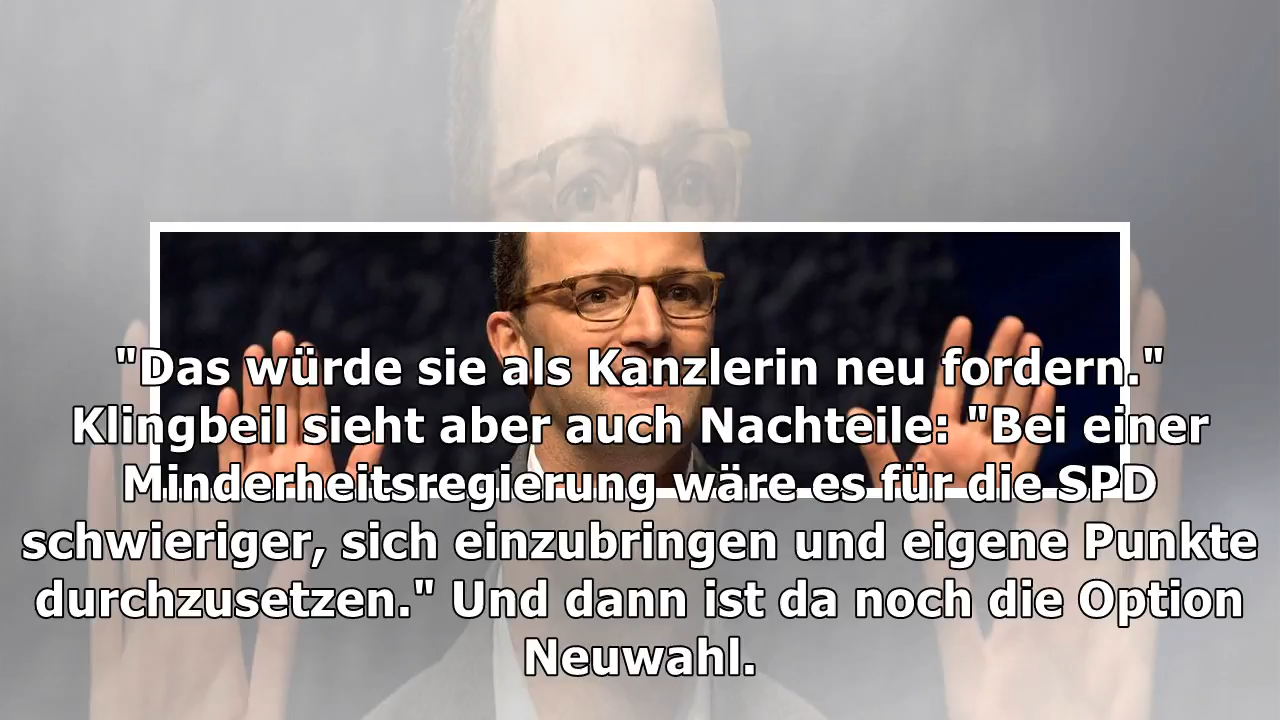 "Das würde sie als Kanzlerin neu fordern."
Klingbeil sieht aber auch Nachteile: "Bei einer
Minderheitsregierung wäre es für die SPD
schwieriger, sich einzubringen und eigene Punkte
durchzusetzen." Und dann ist da noch die Option
Neuwahl.